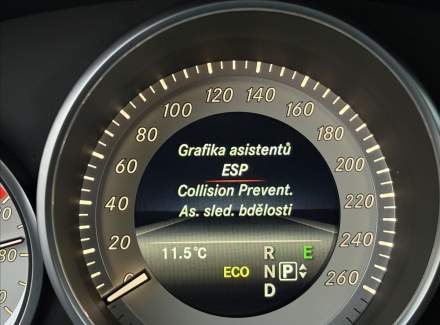 Grafika asistentů
ESP
Collision Prevent.
As. sled. bdělosti
11.5°C
R E
ECO N P
D
0
20
40
60
80
100
120
140
160
180
200
220
240
260